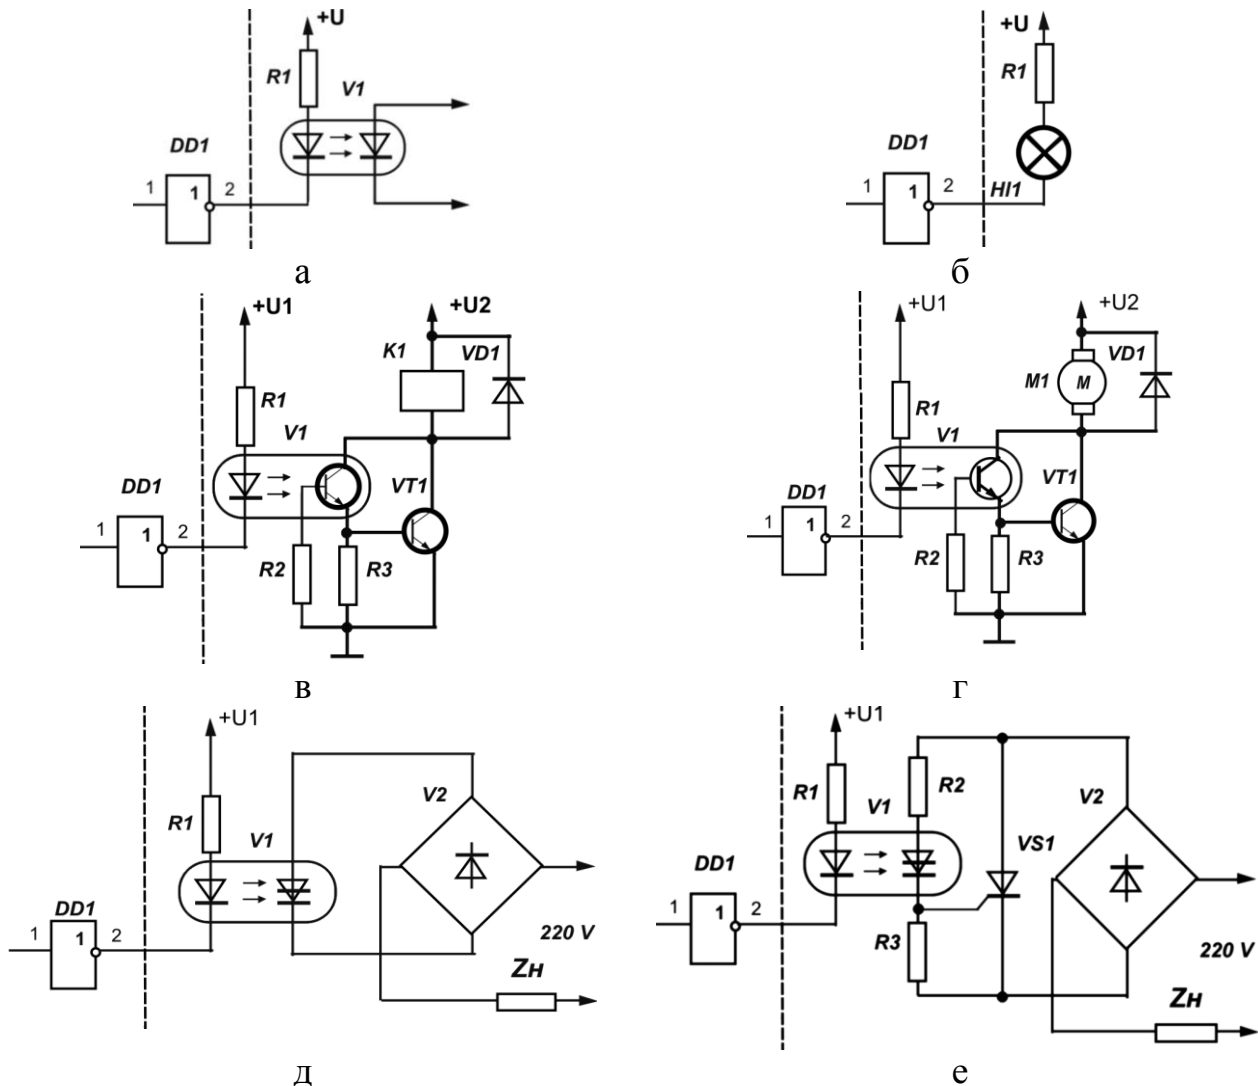 +U
R1
V1
DD1
1
1
2
а
+U
R1
DD1
1
1
2
HI1
б
+U1
+U2
K1
VD1
R1
V1
VT1
DD1
1
1
2
R2
R3
в
+U1
+U2
VD1
M1
M
R1
V1
VT1
DD1
1
1
2
R2
R3
г
+U1
V2
R1
V1
DD1
1
1
2
220 V
Zн
д
+U1
R1
V1
R2
V2
VS1
DD1
1
1
2
R3
220 V
Zн
е